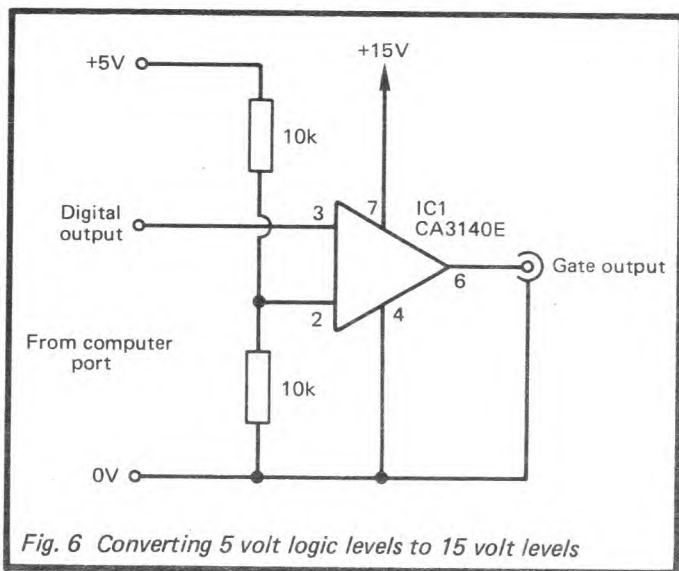 +5V
+15V
10k
Digital
output
3
7
IC1
CA3140E
6
Gate output
2
4
From computer
port
10k
0V
Fig. 6 Converting 5 volt logic levels to 15 volt levels